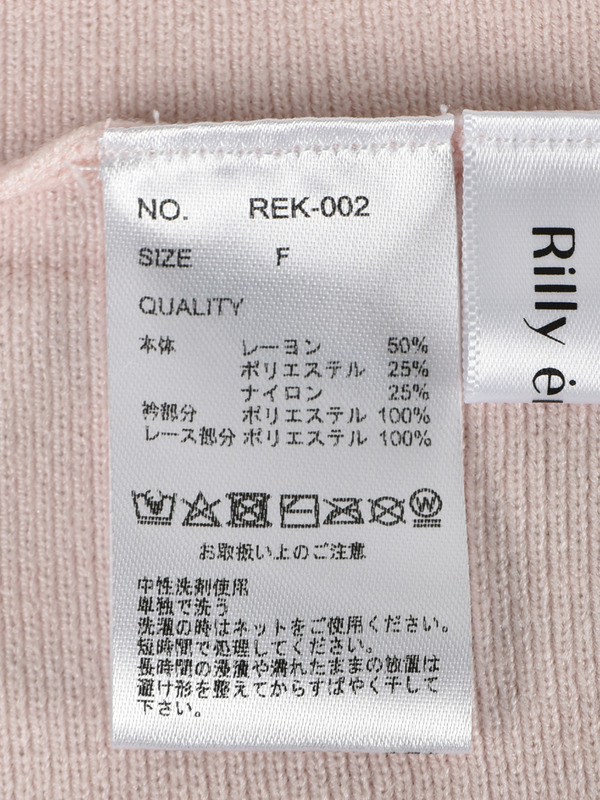 NO. REK-002
SIZE F
QUALITY
本体 レーヨン 50%
ポリエステル 25%
ナイロン 25%
衿部分 ポリエステル 100%
レース部分 ポリエステル 100%
お取扱い上のご注意
中性洗剤使用
単独で洗う
洗濯の時はネットをご使用ください。
短時間で処理してください。
長時間の浸漬や濡れたままの放置は
避け形を整えてからすばやく干して
下さい。
Rilly